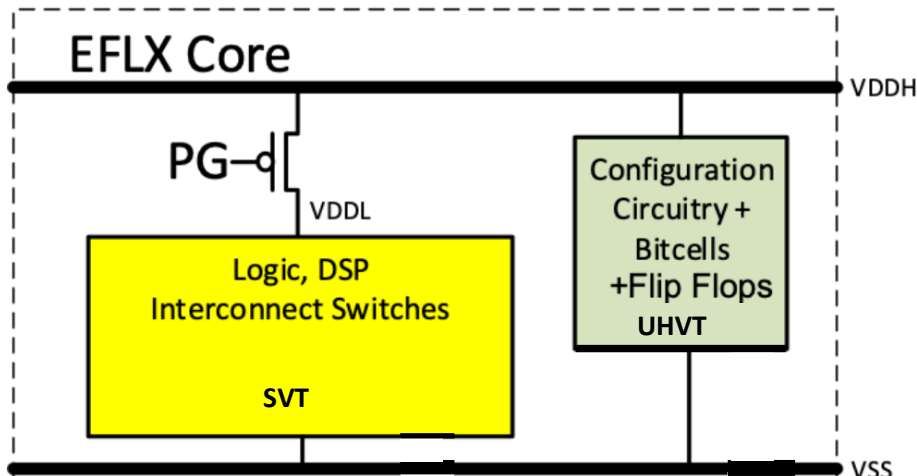 EFLX Core
VDDH
PG
VDDL
Logic, DSP
Interconnect Switches
SVT
Configuration
Circuitry +
Bitcells
+Flip Flops
UHVT
VSS